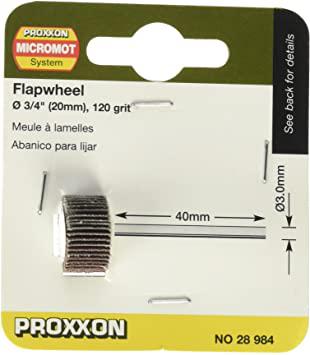 PROXXON
MICROMOT
System
Flapwheel
Ø 3/4" (20mm), 120 grit
Meule à lamelles
Abanico para lijar
See back for details
40mm
Ø3.0mm
PROXXON
NO 28 984